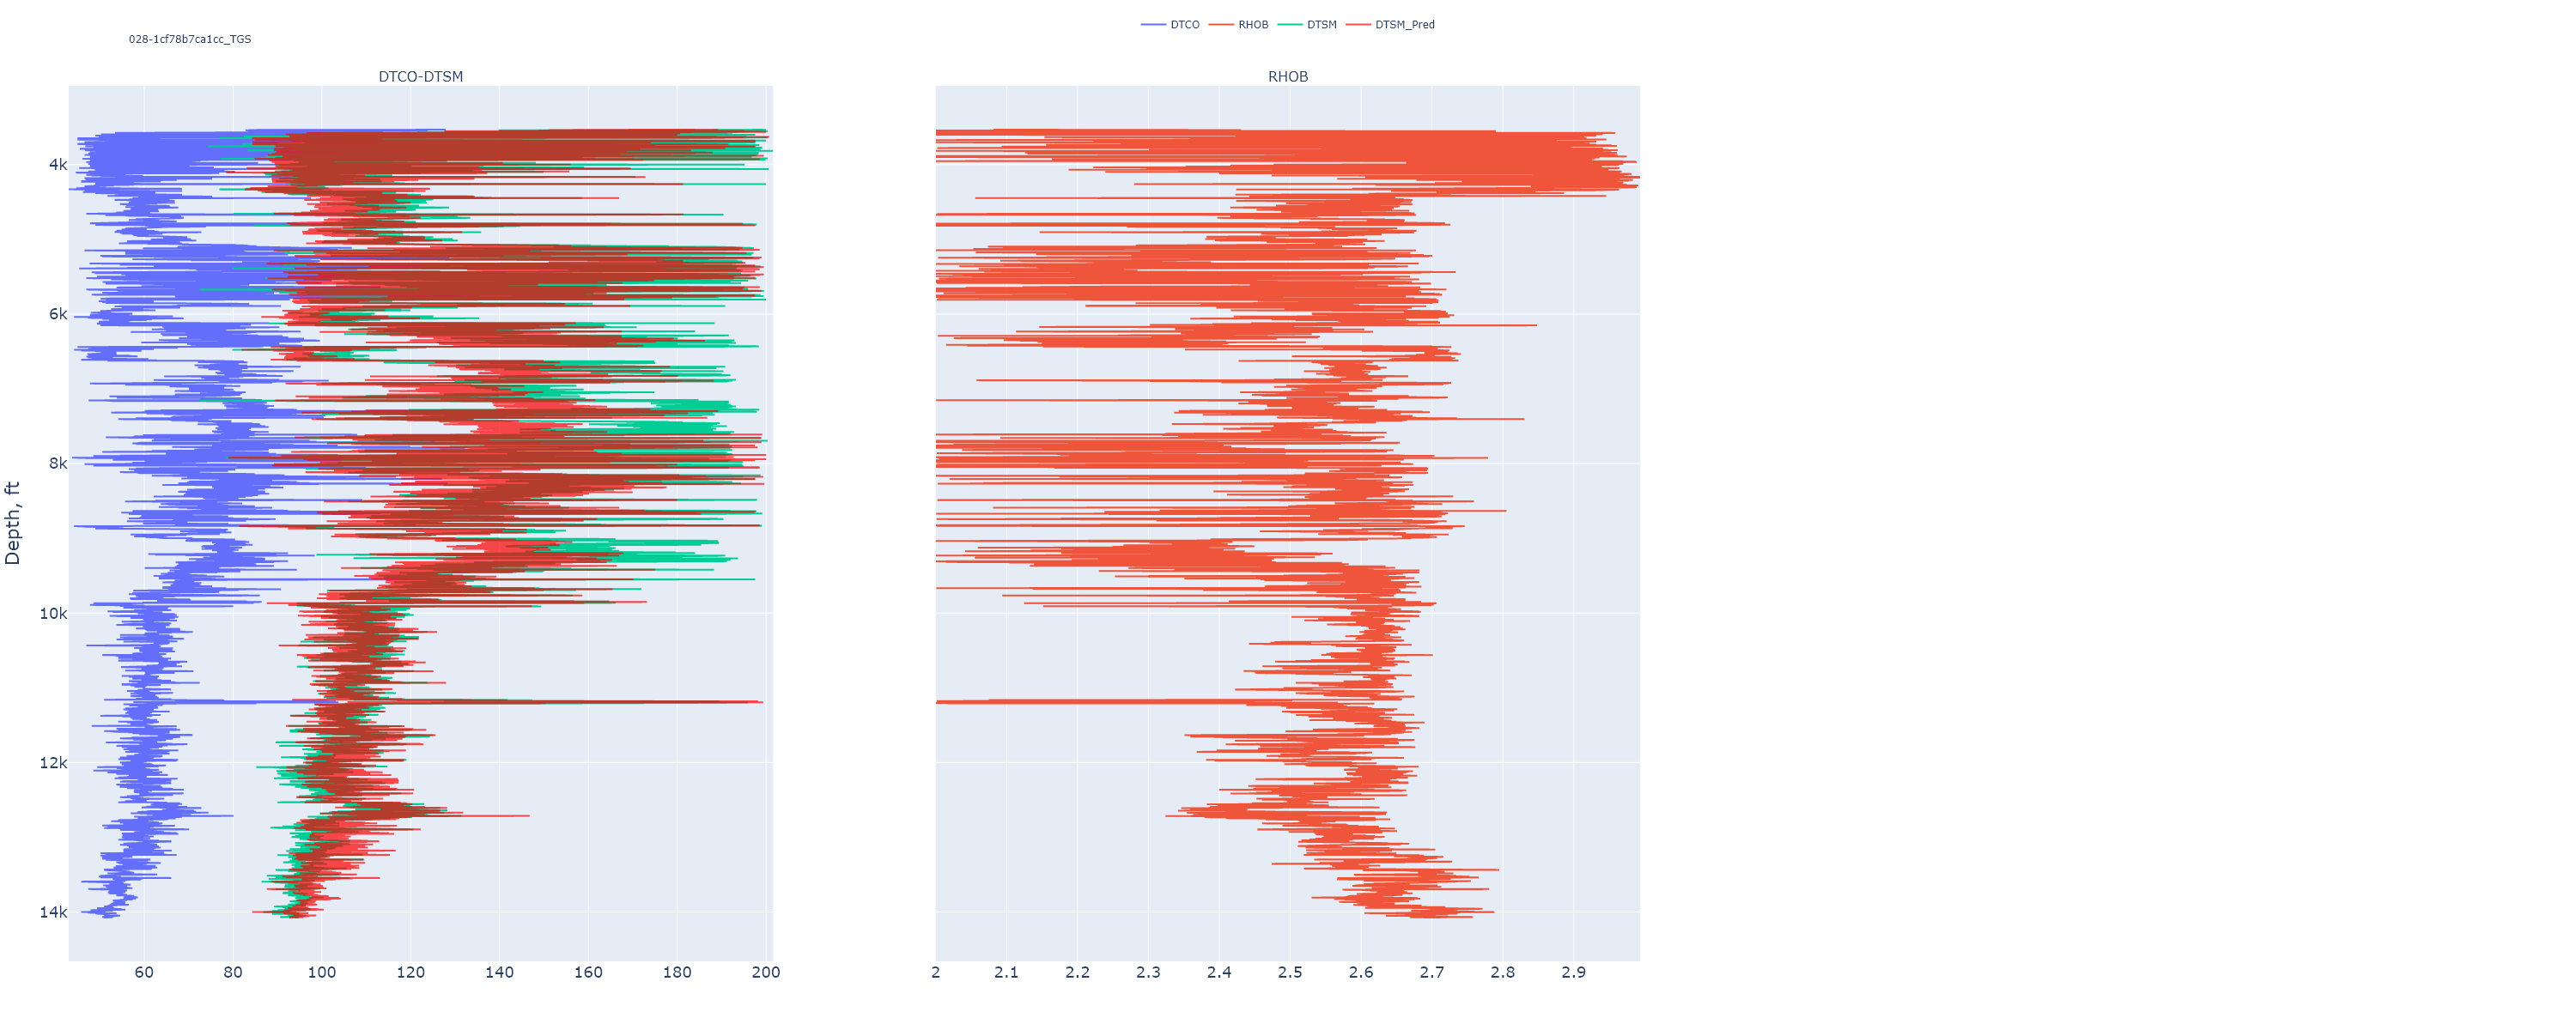 DTCO RHOB DTSM DTSM_Pred
028-1cf78b7ca1cc_TGS
DTCO-DTSM RHOB
4k
6k
8k
10k
12k
14k
Depth, ft
60 80 100 120 140 160 180 200
2 2.1 2.2 2.3 2.4 2.5 2.6 2.7 2.8 2.9